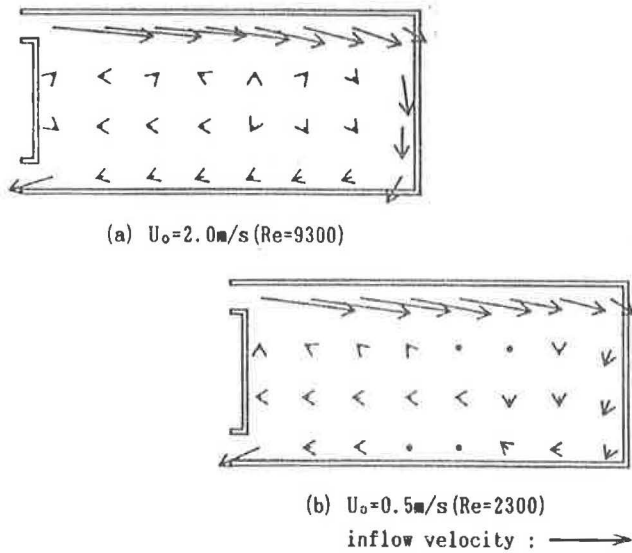 (a) U₀=2.0m/s(Re=9300)
(b) U₀=0.5m/s(Re=2300)
inflow velocity :